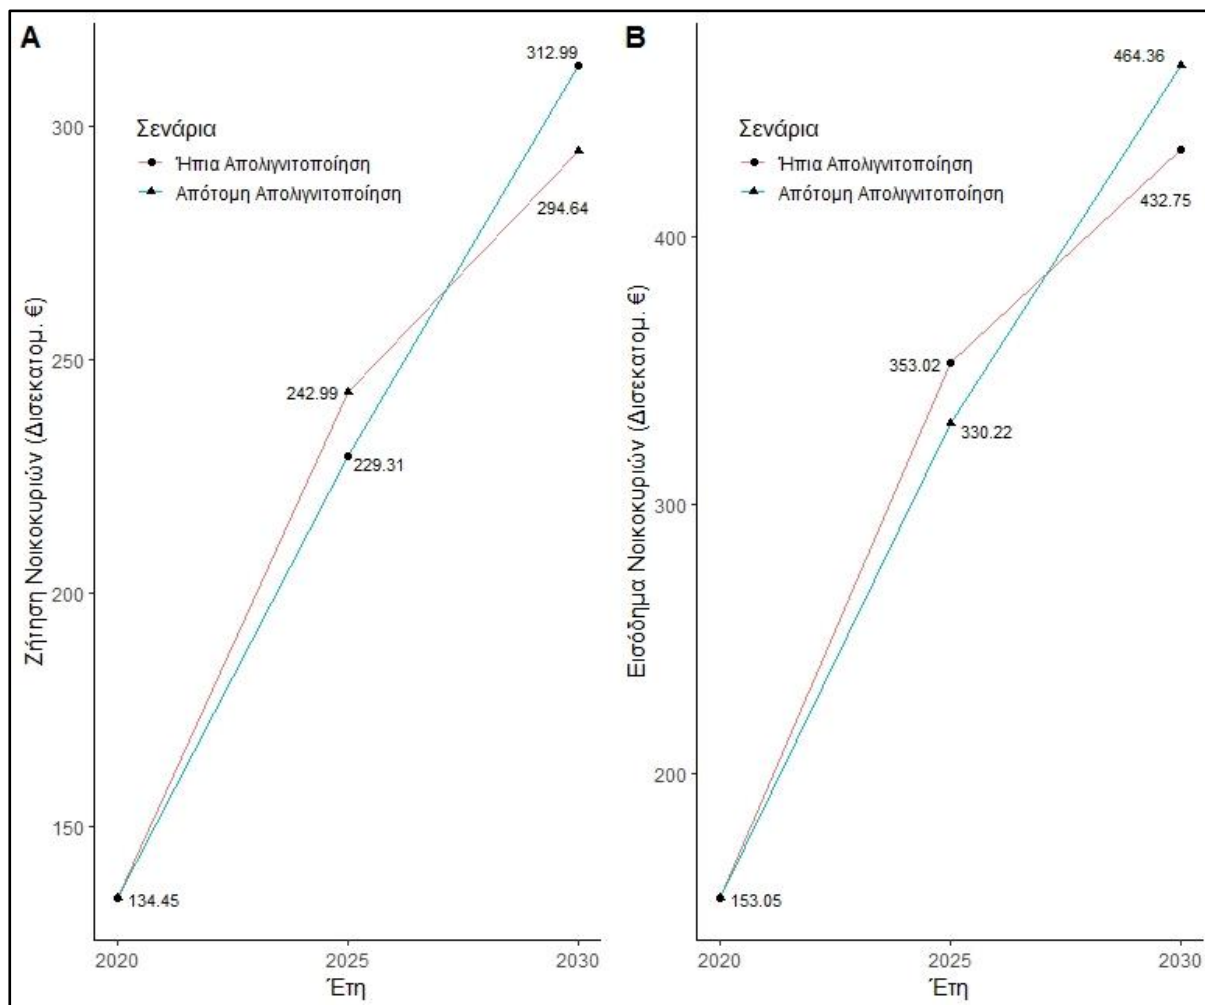 A
312.99
300
Σενάρια
Ήπια Απολιγνιτοποίηση
Απότομη Απολιγνιτοποίηση
294.64
250
242.99
229.31
200
150
134.45
Ζήτηση Νοικοκυριών (Δισεκατομ. €)
2020
2025
2030
Έτη
B
464.36
Σενάρια
Ήπια Απολιγνιτοποίηση
Απότομη Απολιγνιτοποίηση
432.75
400
353.02
330.22
300
200
153.05
Εισόδημα Νοικοκυριών (Δισεκατομ. €)
2020
2025
2030
Έτη